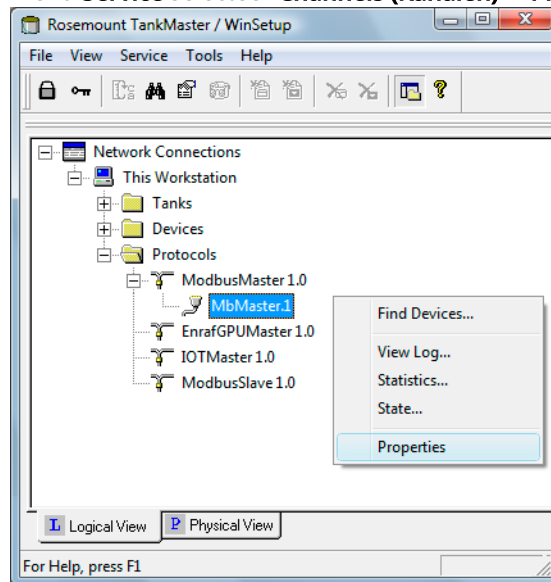 Rosemount TankMaster / WinSetup
File View Service Tools Help
Network Connections
This Workstation
Tanks
Devices
Protocols
ModbusMaster 1.0
MbMaster.1
EnrafGPUMaster 1.0
IOTMaster 1.0
ModbusSlave 1.0
Find Devices...
View Log...
Statistics...
State...
Properties
L Logical View P Physical View
For Help, press F1